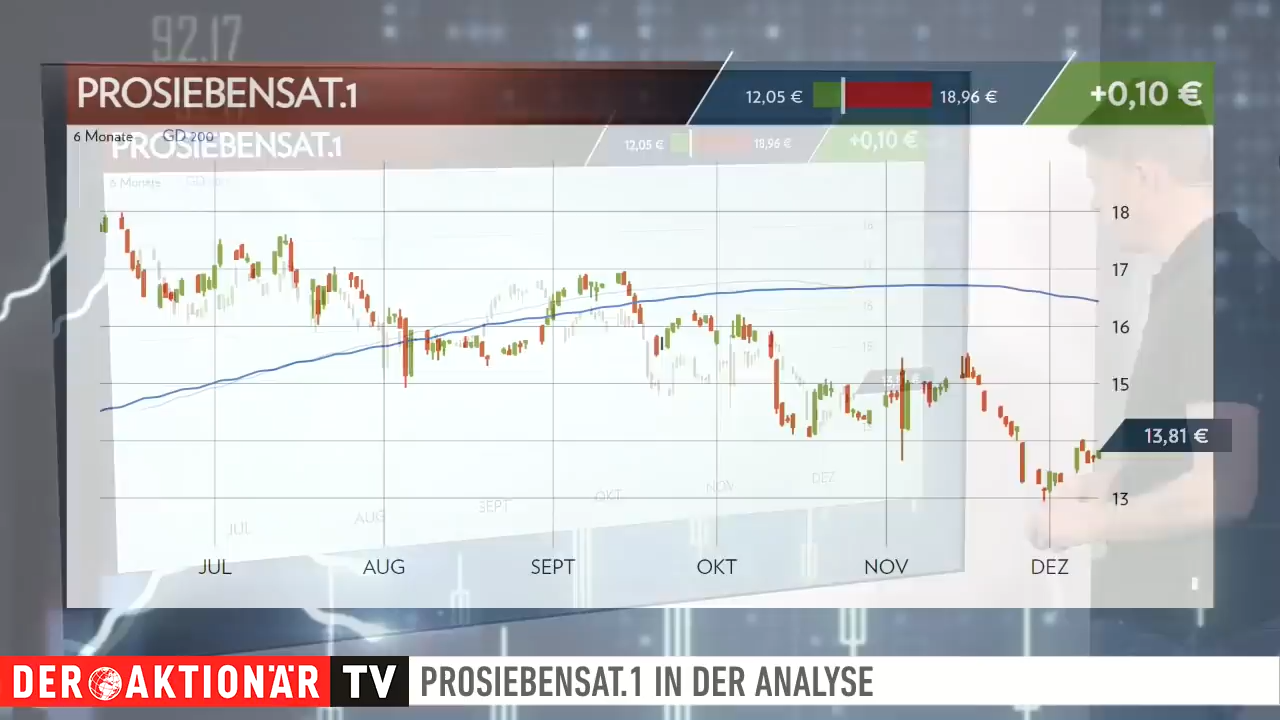 92.17
PROSIEBENSAT.1
12,05 €
18,96 €
+0,10 €
6 Monate
GD 200
PROSIEBENSAT.1
12,05 €
18,96 €
+0,10 €
6 Monate
18
17
16
15
13
13,81 €
JUL
AUG
SEPT
OKT
NOV
DEZ
JUL
AUG
SEPT
OKT
NOV
DEZ
DER AKTIONÄR TV
PROSIEBENSAT.1 IN DER ANALYSE